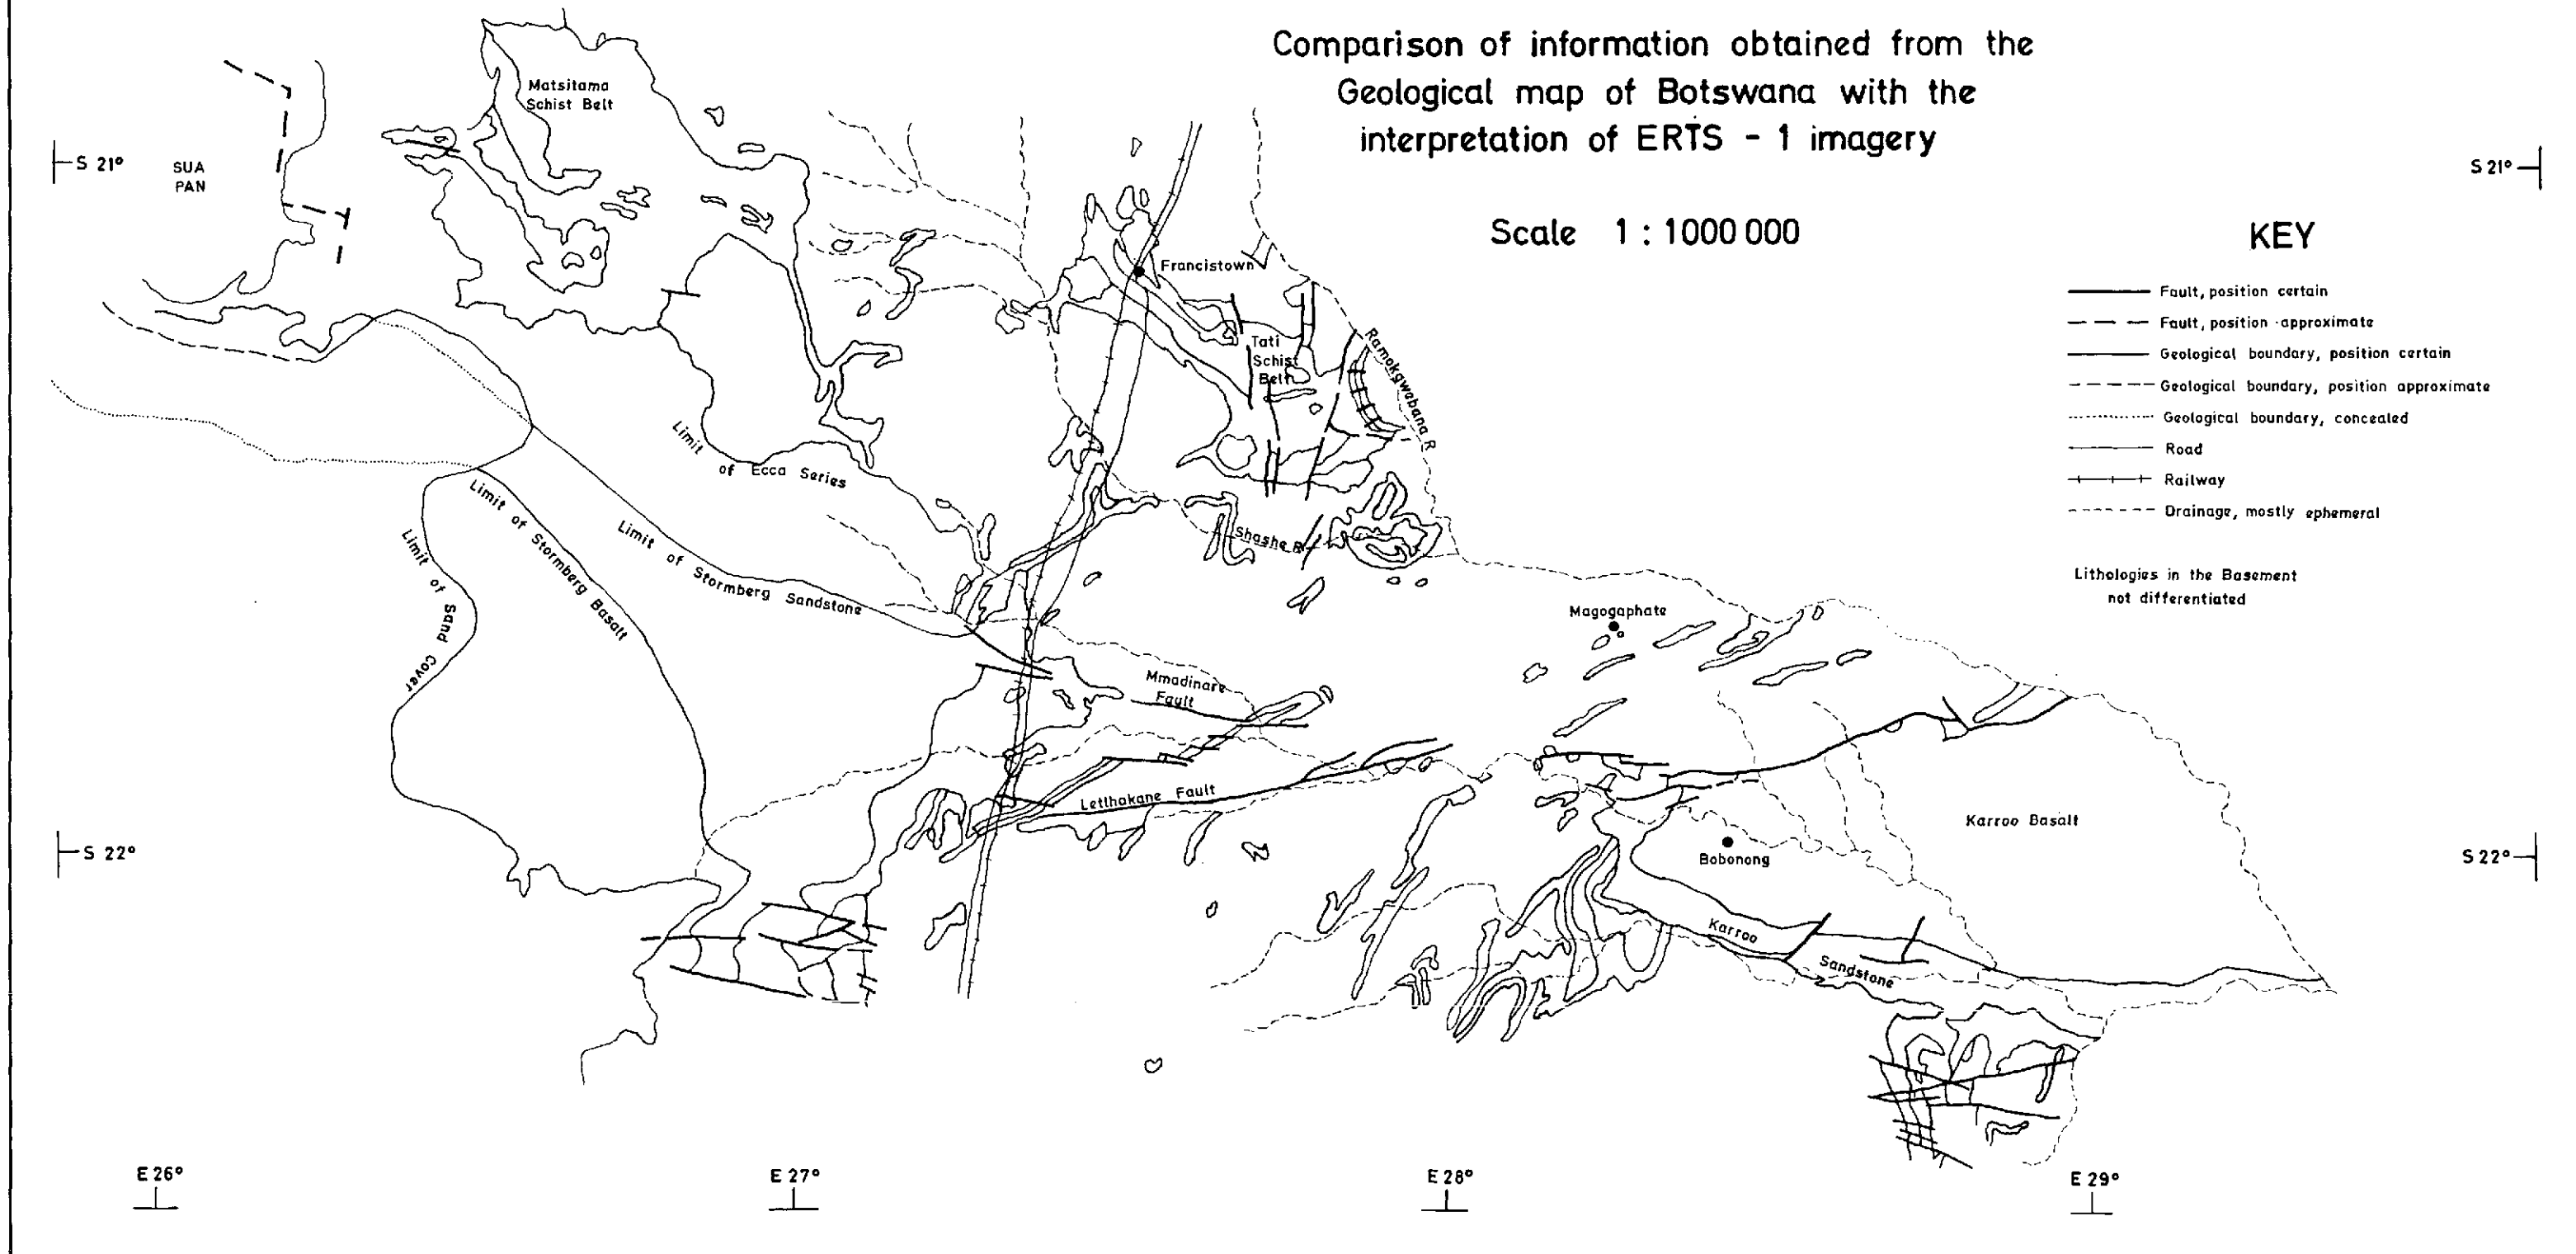 Comparison of information obtained from the
Geological map of Botswana with the
interpretation of ERTS - 1 imagery
Scale 1 : 1000 000
S 21°
SUA
PAN
Matsitama
Schist Belt
S 21°
KEY
Fault, position certain
Fault, position approximate
Geological boundary, position certain
Geological boundary, position approximate
Geological boundary, concealed
Road
Railway
Drainage, mostly ephemeral
Lithologies in the Basement
not differentiated
Francistown
Tati
Schist
Belt
Ramokgwabana R
Limit of Ecca Series
Limit of Stormberg Basalt
Limit of Stormberg Sandstone
Limit of Sand Cover
Shashe R
Magogaphate
Mmadinare
Fault
Letlhakane Fault
Karroo Basalt
Bobonong
Karroo Sandstone
S 22°
S 22°
E 26°
E 27°
E 28°
E 29°